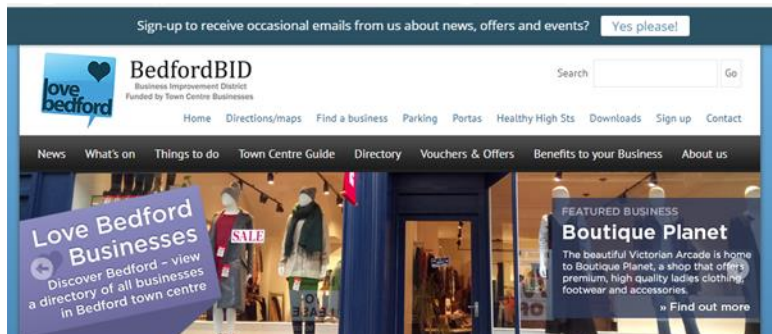 Sign-up to receive occasional emails from us about news, offers and events? Yes please!
love
bedford
BedfordBID
Business Improvement District
Funded by Town Centre Businesses
Search Go
Home Directions/maps Find a business Parking Portas Healthy High Sts Downloads Sign up Contact
News What's on Things to do Town Centre Guide Directory Vouchers & Offers Benefits to your Business About us
Love Bedford
Businesses
Discover Bedford – view
a directory of all businesses
in Bedford town centre
SALE
FEATURED BUSINESS
Boutique Planet
The beautiful Victorian Arcade is home
to Boutique Planet, a shop that offers
premium, high quality ladies clothing,
footwear and accessories.
» Find out more